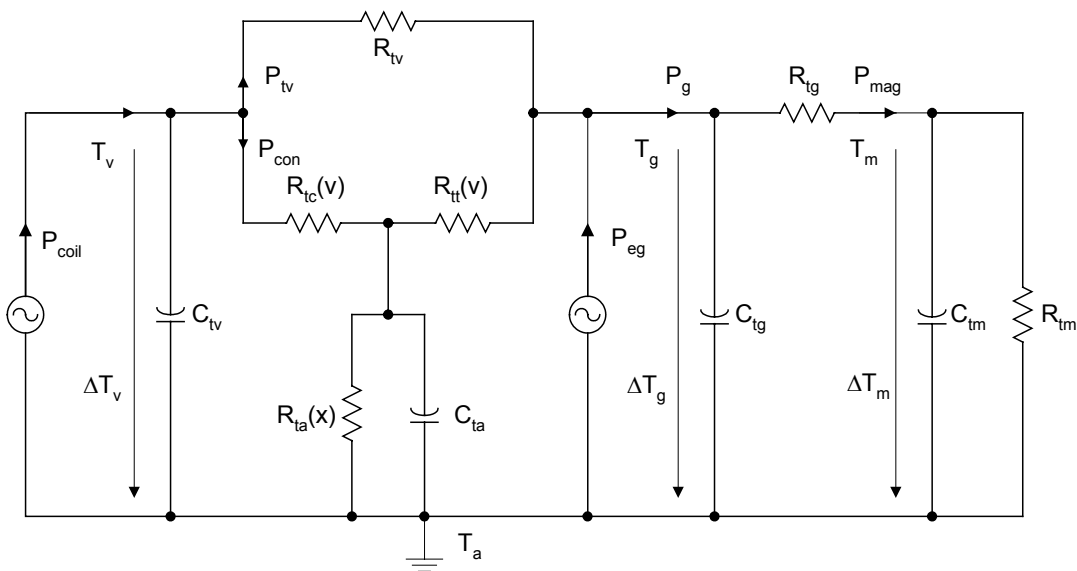 R_tv
P_tv
P_g
R_tg
P_mag
T_v
P_con
T_g
T_m
R_tc(v)
R_tt(v)
P_coil
P_eg
C_tv
C_tg
C_tm
R_tm
ΔT_v
R_ta(x)
C_ta
ΔT_g
ΔT_m
T_a